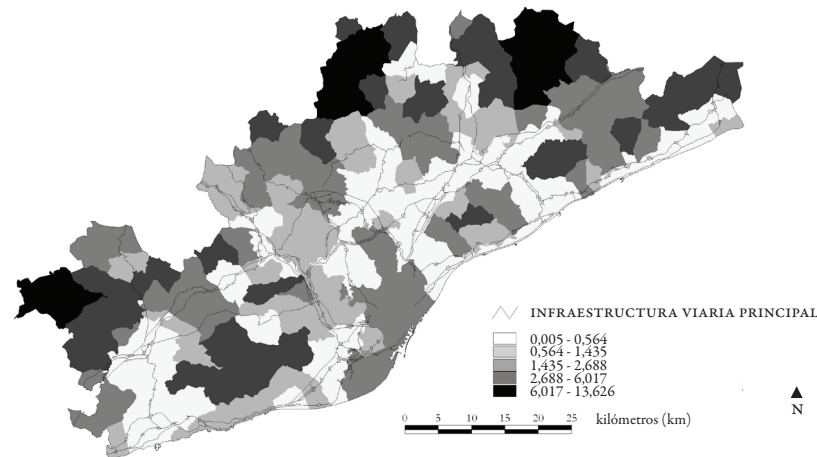 INFRAESTRUCTURA VIARIA PRINCIPAL
0,005 - 0,564
0,564 - 1,435
1,435 - 2,688
2,688 - 6,017
6,017 - 13,626
0 5 10 15 20 25 kilómetros (km)
N